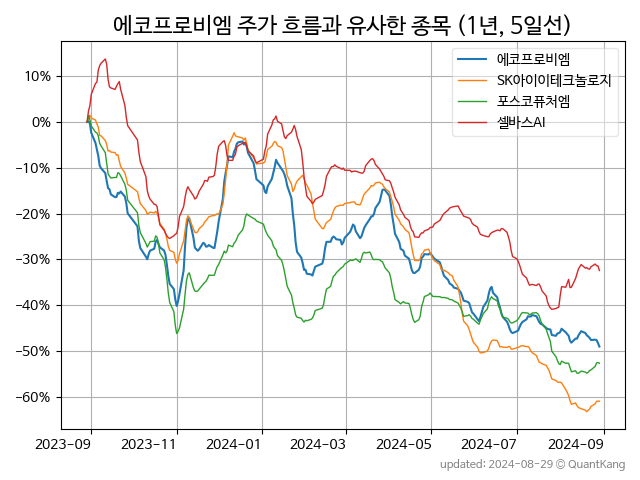 에코프로비엠 주가 흐름과 유사한 종목 (1년, 5일선)
에코프로비엠
SK아이이테크놀로지
포스코퓨처엠
셀바스AI
10%
0%
−10%
−20%
−30%
−40%
−50%
−60%
2023-09 2023-11 2024-01 2024-03 2024-05 2024-07 2024-09
updated: 2024-08-29 © QuantKang